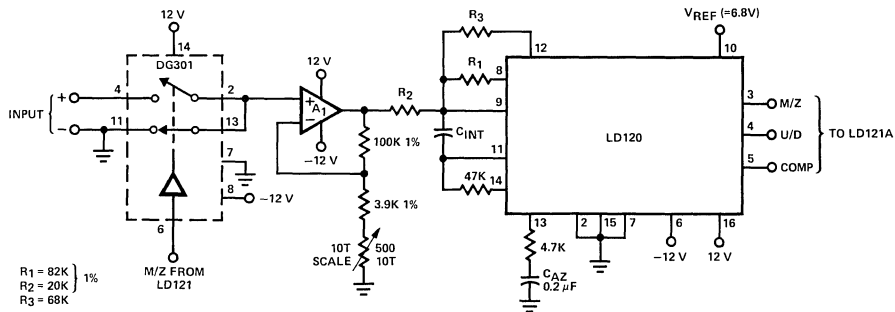 12 V
14
DG301
INPUT
+
4
2
−
11
13
7
8
−12 V
6
M/Z FROM
LD121
R1 = 82K
R2 = 20K
R3 = 68K
1%
12 V
+
A1
−
−12 V
100K 1%
3.9K 1%
10T
SCALE
500
10T
R2
R3
R1
CINT
47K
12
8
9
11
14
LD120
VREF (=6.8V)
10
3
M/Z
4
U/D
5
COMP
TO LD121A
13
2
15
7
6
16
4.7K
CAZ
0.2 µF
−12 V
12 V